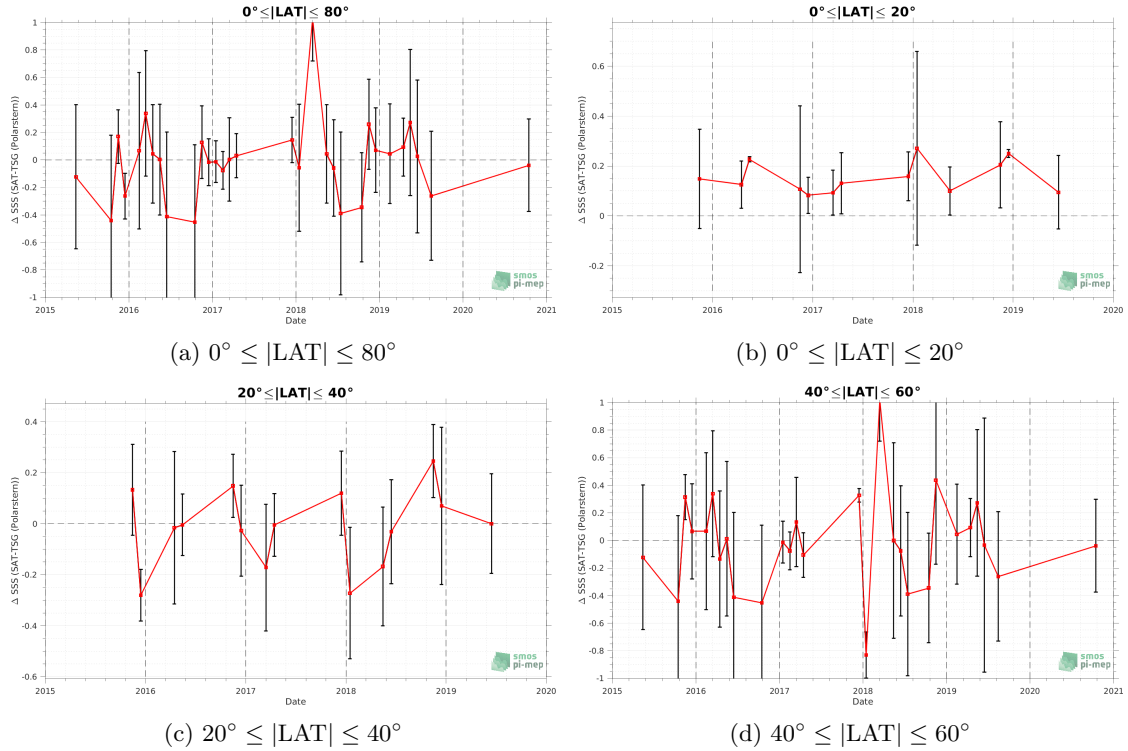 0°≤|LAT|≤ 80°
1
0.8
0.6
0.4
0.2
0
-0.2
-0.4
-0.6
-0.8
-1
Δ SSS (SAT-TSG (Polarstern))
2015
2016
2017
2018
2019
2020
2021
Date
smos
pi-mep
(a) 0° ≤ |LAT| ≤ 80°
0°≤|LAT|≤ 20°
0.6
0.4
0.2
0
-0.2
Δ SSS (SAT-TSG (Polarstern))
2015
2016
2017
2018
2019
2020
Date
smos
pi-mep
(b) 0° ≤ |LAT| ≤ 20°
20°≤|LAT|≤ 40°
0.4
0.2
0
-0.2
-0.4
-0.6
Δ SSS (SAT-TSG (Polarstern))
2015
2016
2017
2018
2019
2020
Date
smos
pi-mep
(c) 20° ≤ |LAT| ≤ 40°
40°≤|LAT|≤ 60°
1
0.8
0.6
0.4
0.2
0
-0.2
-0.4
-0.6
-0.8
-1
Δ SSS (SAT-TSG (Polarstern))
2015
2016
2017
2018
2019
2020
2021
Date
smos
pi-mep
(d) 40° ≤ |LAT| ≤ 60°